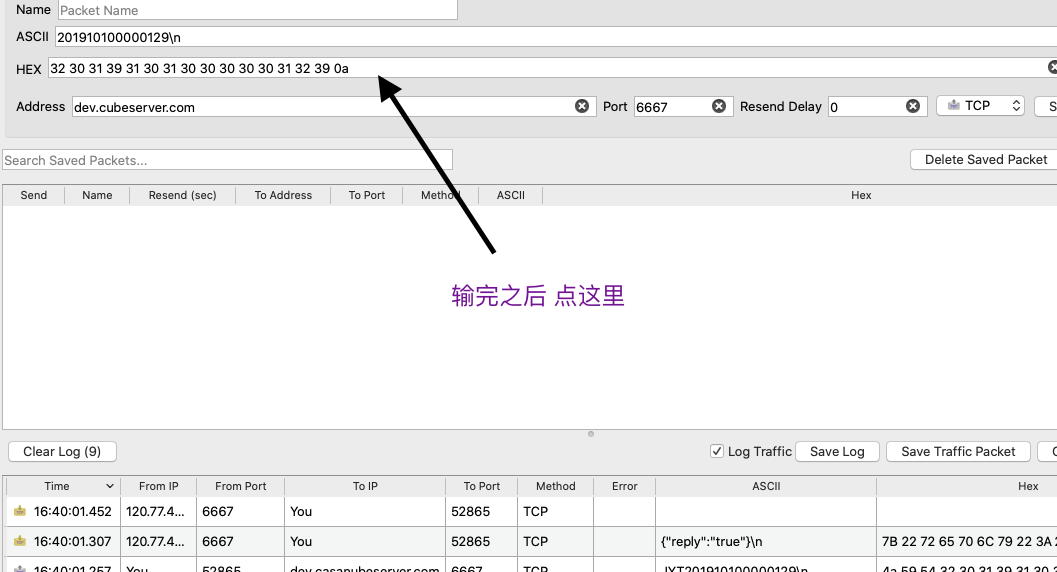 Name Packet Name
ASCII 201910100000129\n
HEX 32 30 31 39 31 30 31 30 30 30 30 30 31 32 39 0a
Address dev.cubeserver.com Port 6667 Resend Delay 0 TCP S
Search Saved Packets... Delete Saved Packet
Send Name Resend (sec) To Address To Port Method ASCII Hex
输完之后 点这里
Clear Log (9) Log Traffic Save Log Save Traffic Packet
Time From IP From Port To IP To Port Method Error ASCII Hex
16:40:01.452 120.77.4... 6667 You 52865 TCP
16:40:01.307 120.77.4... 6667 You 52865 TCP {"reply":"true"}\n 7B 22 72 65 70 6C 79 22 3A
16:40:01.257 You 52865 dev.casacubeserver.com 6667 TCP JYT201910100000129\n 4a 59 54 32 30 31 39 31 30